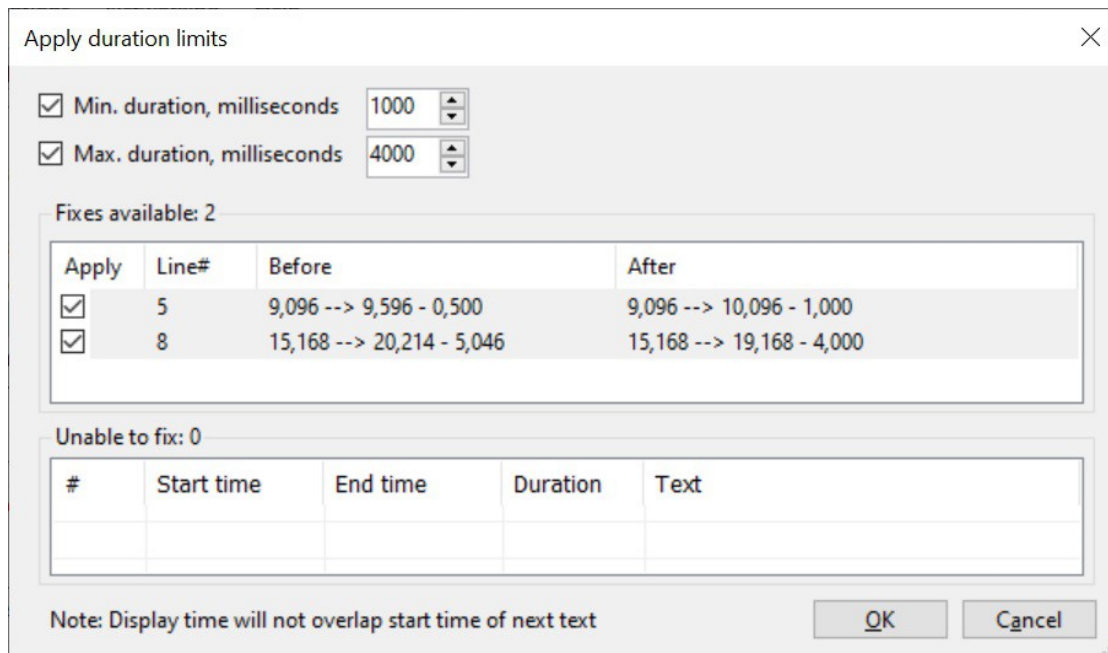 Apply duration limits
Min. duration, milliseconds 1000
Max. duration, milliseconds 4000
Fixes available: 2
Apply Line# Before After
5 9,096 --> 9,596 - 0,500 9,096 --> 10,096 - 1,000
8 15,168 --> 20,214 - 5,046 15,168 --> 19,168 - 4,000
Unable to fix: 0
# Start time End time Duration Text
Note: Display time will not overlap start time of next text OK Cancel